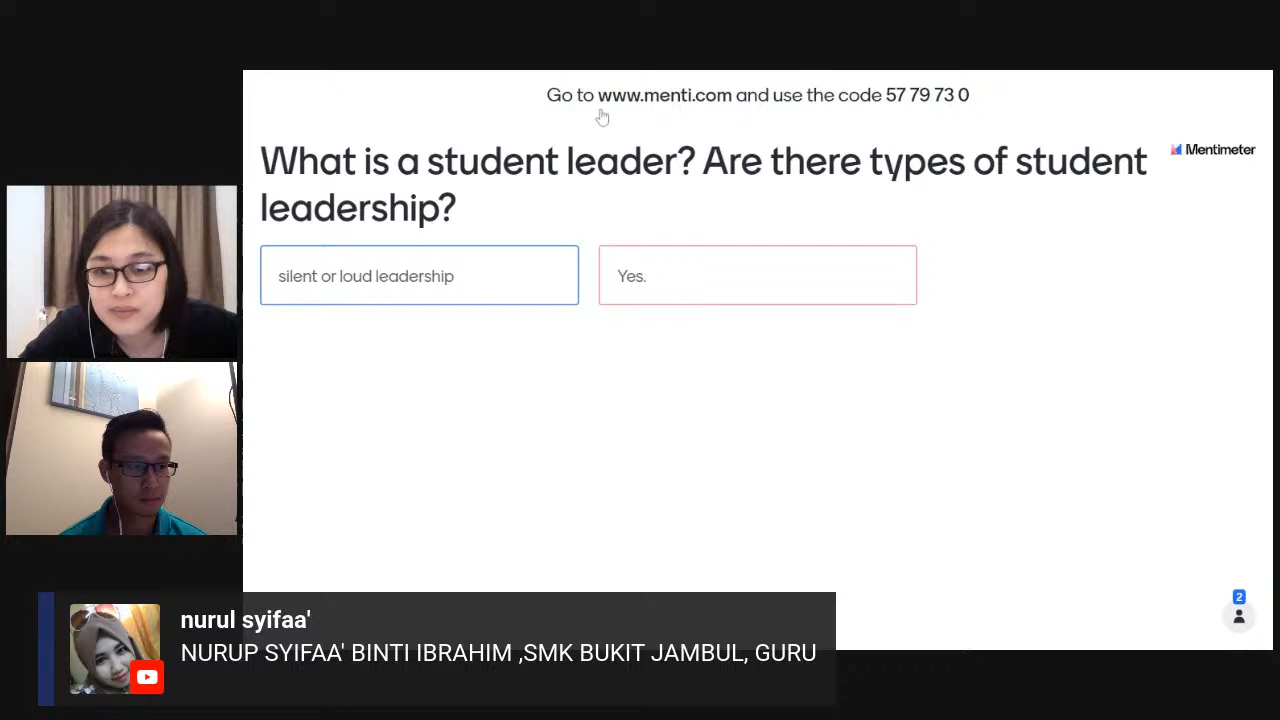 Go to www.menti.com and use the code 57 79 73 0
Mentimeter
What is a student leader? Are there types of student
leadership?
silent or loud leadership
Yes.
2
nurul syifaa'
NURUP SYIFAA' BINTI IBRAHIM ,SMK BUKIT JAMBUL, GURU